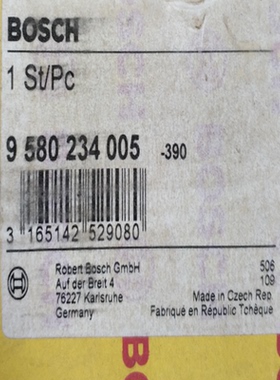 BOSCH
1 St/Pc
9 580 234 005 -390
3 165142 529080
Robert Bosch GmbH
Auf der Breit 4
76227 Karlsruhe
Germany
506
109
Made in Czech Rep.
Fabriqué en Républic Tchèque